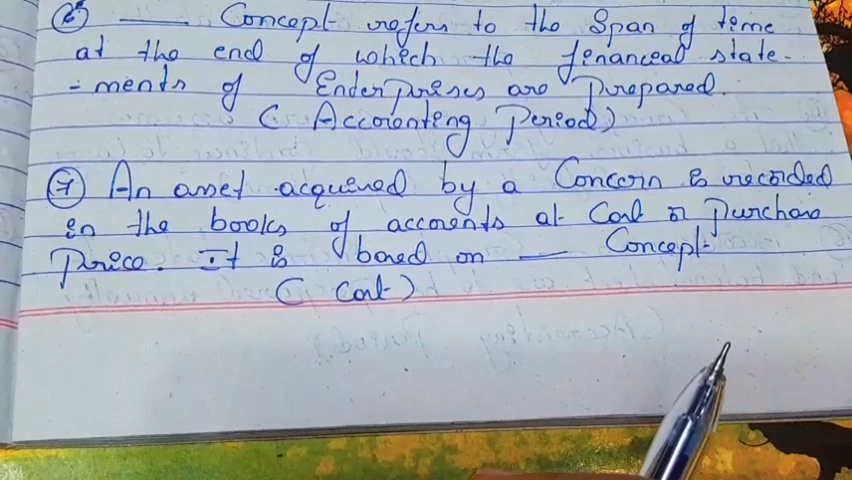 ⑥ ___ Concept refers to the Span of time
at the end of which the financial state-
-ments of Enterprises are Prepared.
( Accounting Period)
⑦ An asset acquired by a Concern is recorded
in the books of accounts at Cost or Purchase
Price. It is based on ___ Concept.
( Cost )